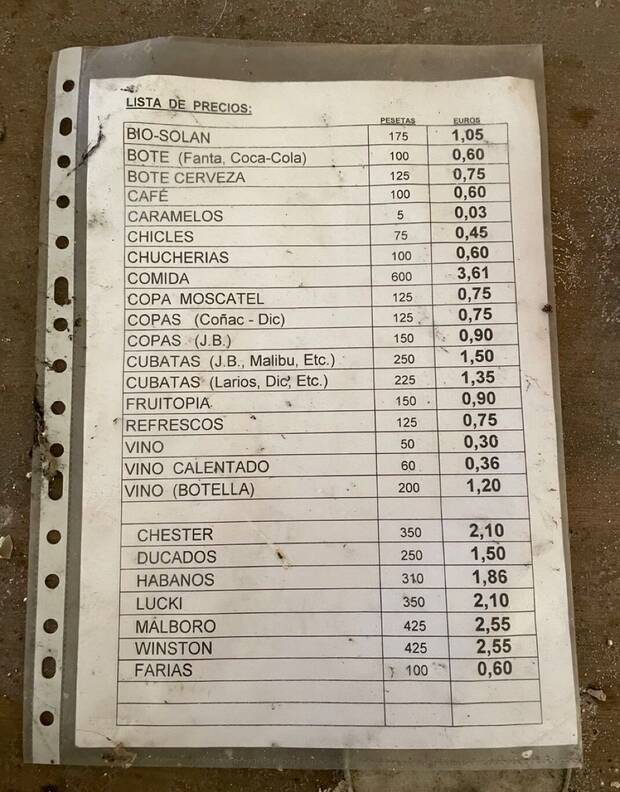 LISTA DE PRECIOS:
PESETAS EUROS
BIO-SOLAN 175 1,05
BOTE (Fanta, Coca-Cola) 100 0,60
BOTE CERVEZA 125 0,75
CAFÉ 100 0,60
CARAMELOS 5 0,03
CHICLES 75 0,45
CHUCHERIAS 100 0,60
COMIDA 600 3,61
COPA MOSCATEL 125 0,75
COPAS (Coñac - Dic) 125 0,75
COPAS (J.B.) 150 0,90
CUBATAS (J.B., Malibu, Etc.) 250 1,50
CUBATAS (Larios, Dic, Etc.) 225 1,35
FRUITOPIA 150 0,90
REFRESCOS 125 0,75
VINO 50 0,30
VINO CALENTADO 60 0,36
VINO (BOTELLA) 200 1,20
CHESTER 350 2,10
DUCADOS 250 1,50
HABANOS 310 1,86
LUCKI 350 2,10
MALBORO 425 2,55
WINSTON 425 2,55
FARIAS 100 0,60